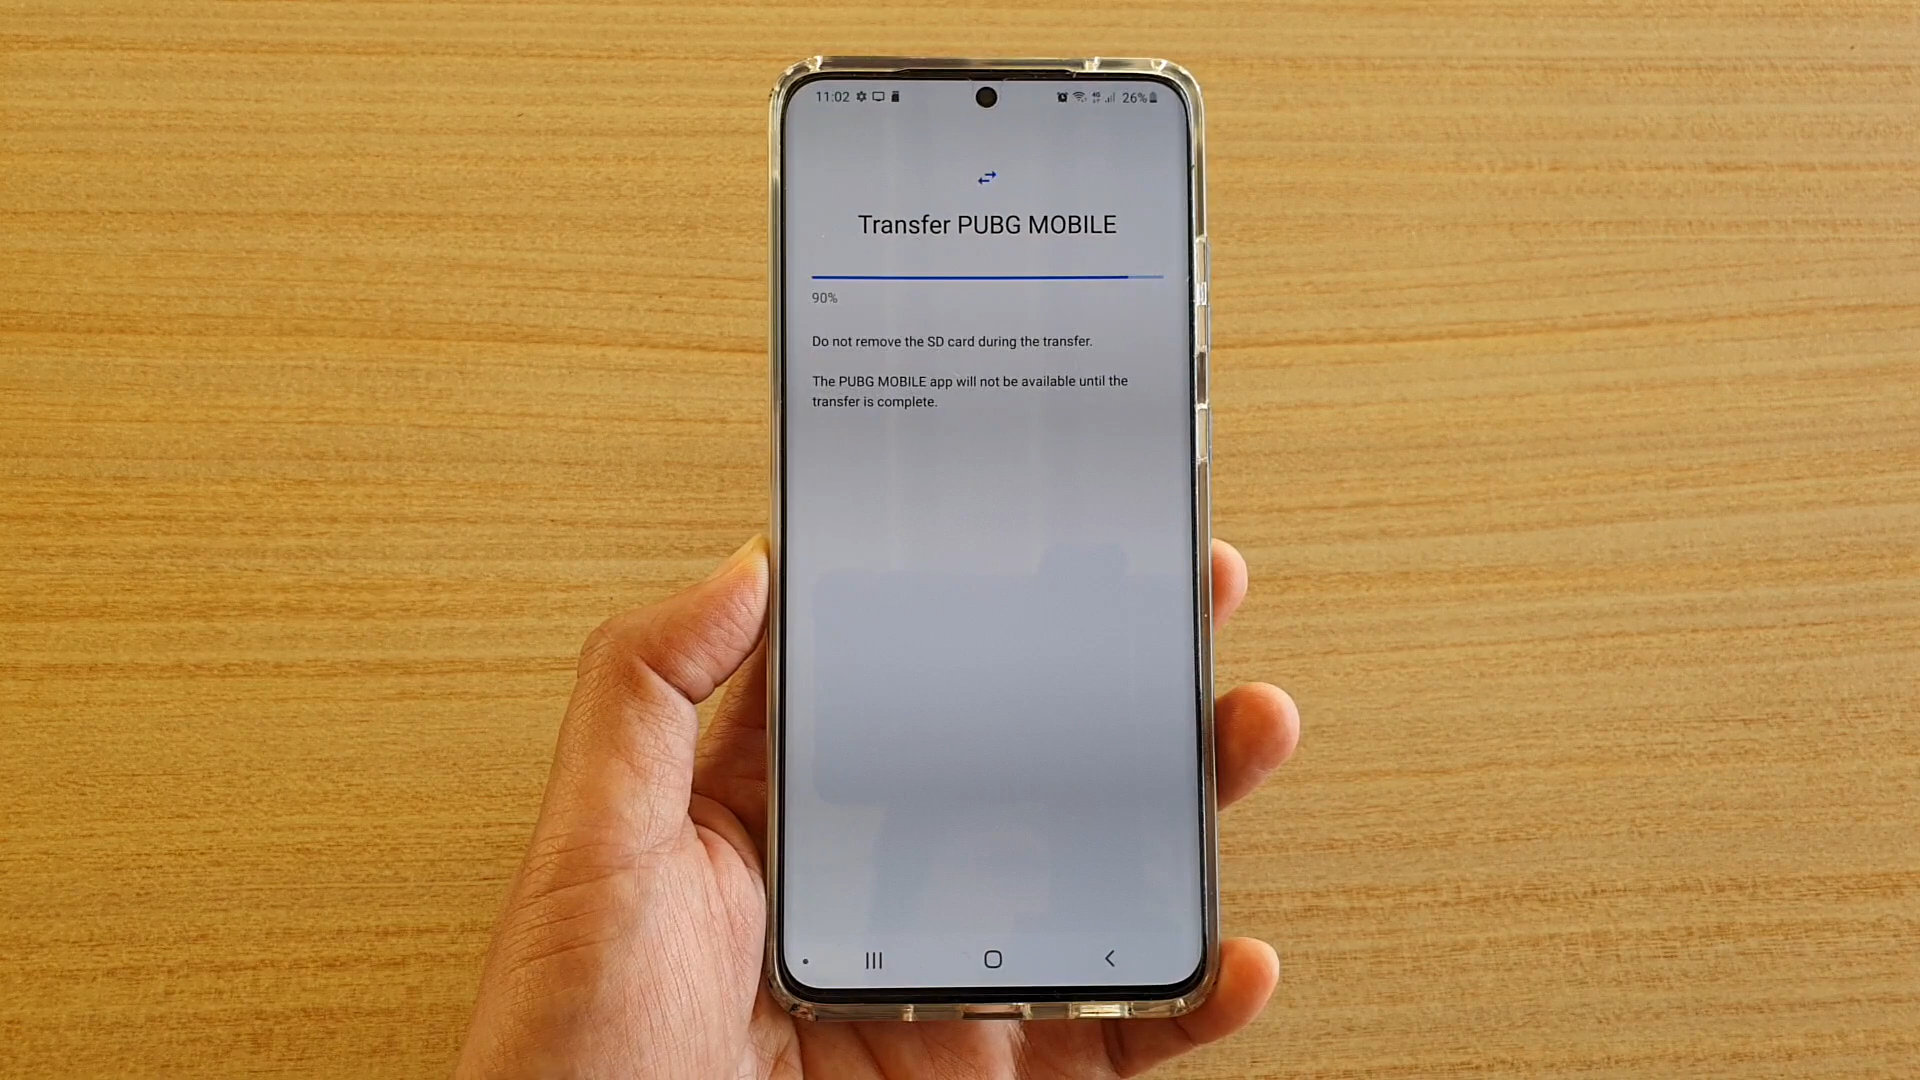 11:02 26%
Transfer PUBG MOBILE
90%
Do not remove the SD card during the transfer.
The PUBG MOBILE app will not be available until the
transfer is complete.